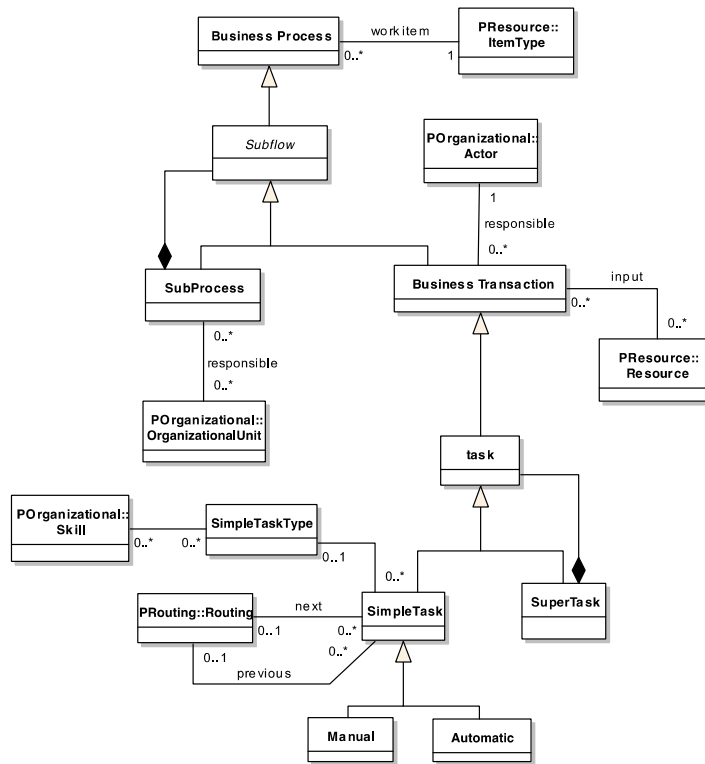 Business Process
workitem
0..*
1
PResource::
ItemType
Subflow
POrganizational::
Actor
1
responsible
0..*
SubProcess
Business Transaction
input
0..*
0..*
0..*
responsible
0..*
PResource::
Resource
POrganizational::
OrganizationalUnit
task
POrganizational::
Skill
0..*
0..*
SimpleTaskType
0..1
0..*
PRouting::Routing
next
0..1
0..*
SimpleTask
SuperTask
0..1
0..*
previous
Manual
Automatic